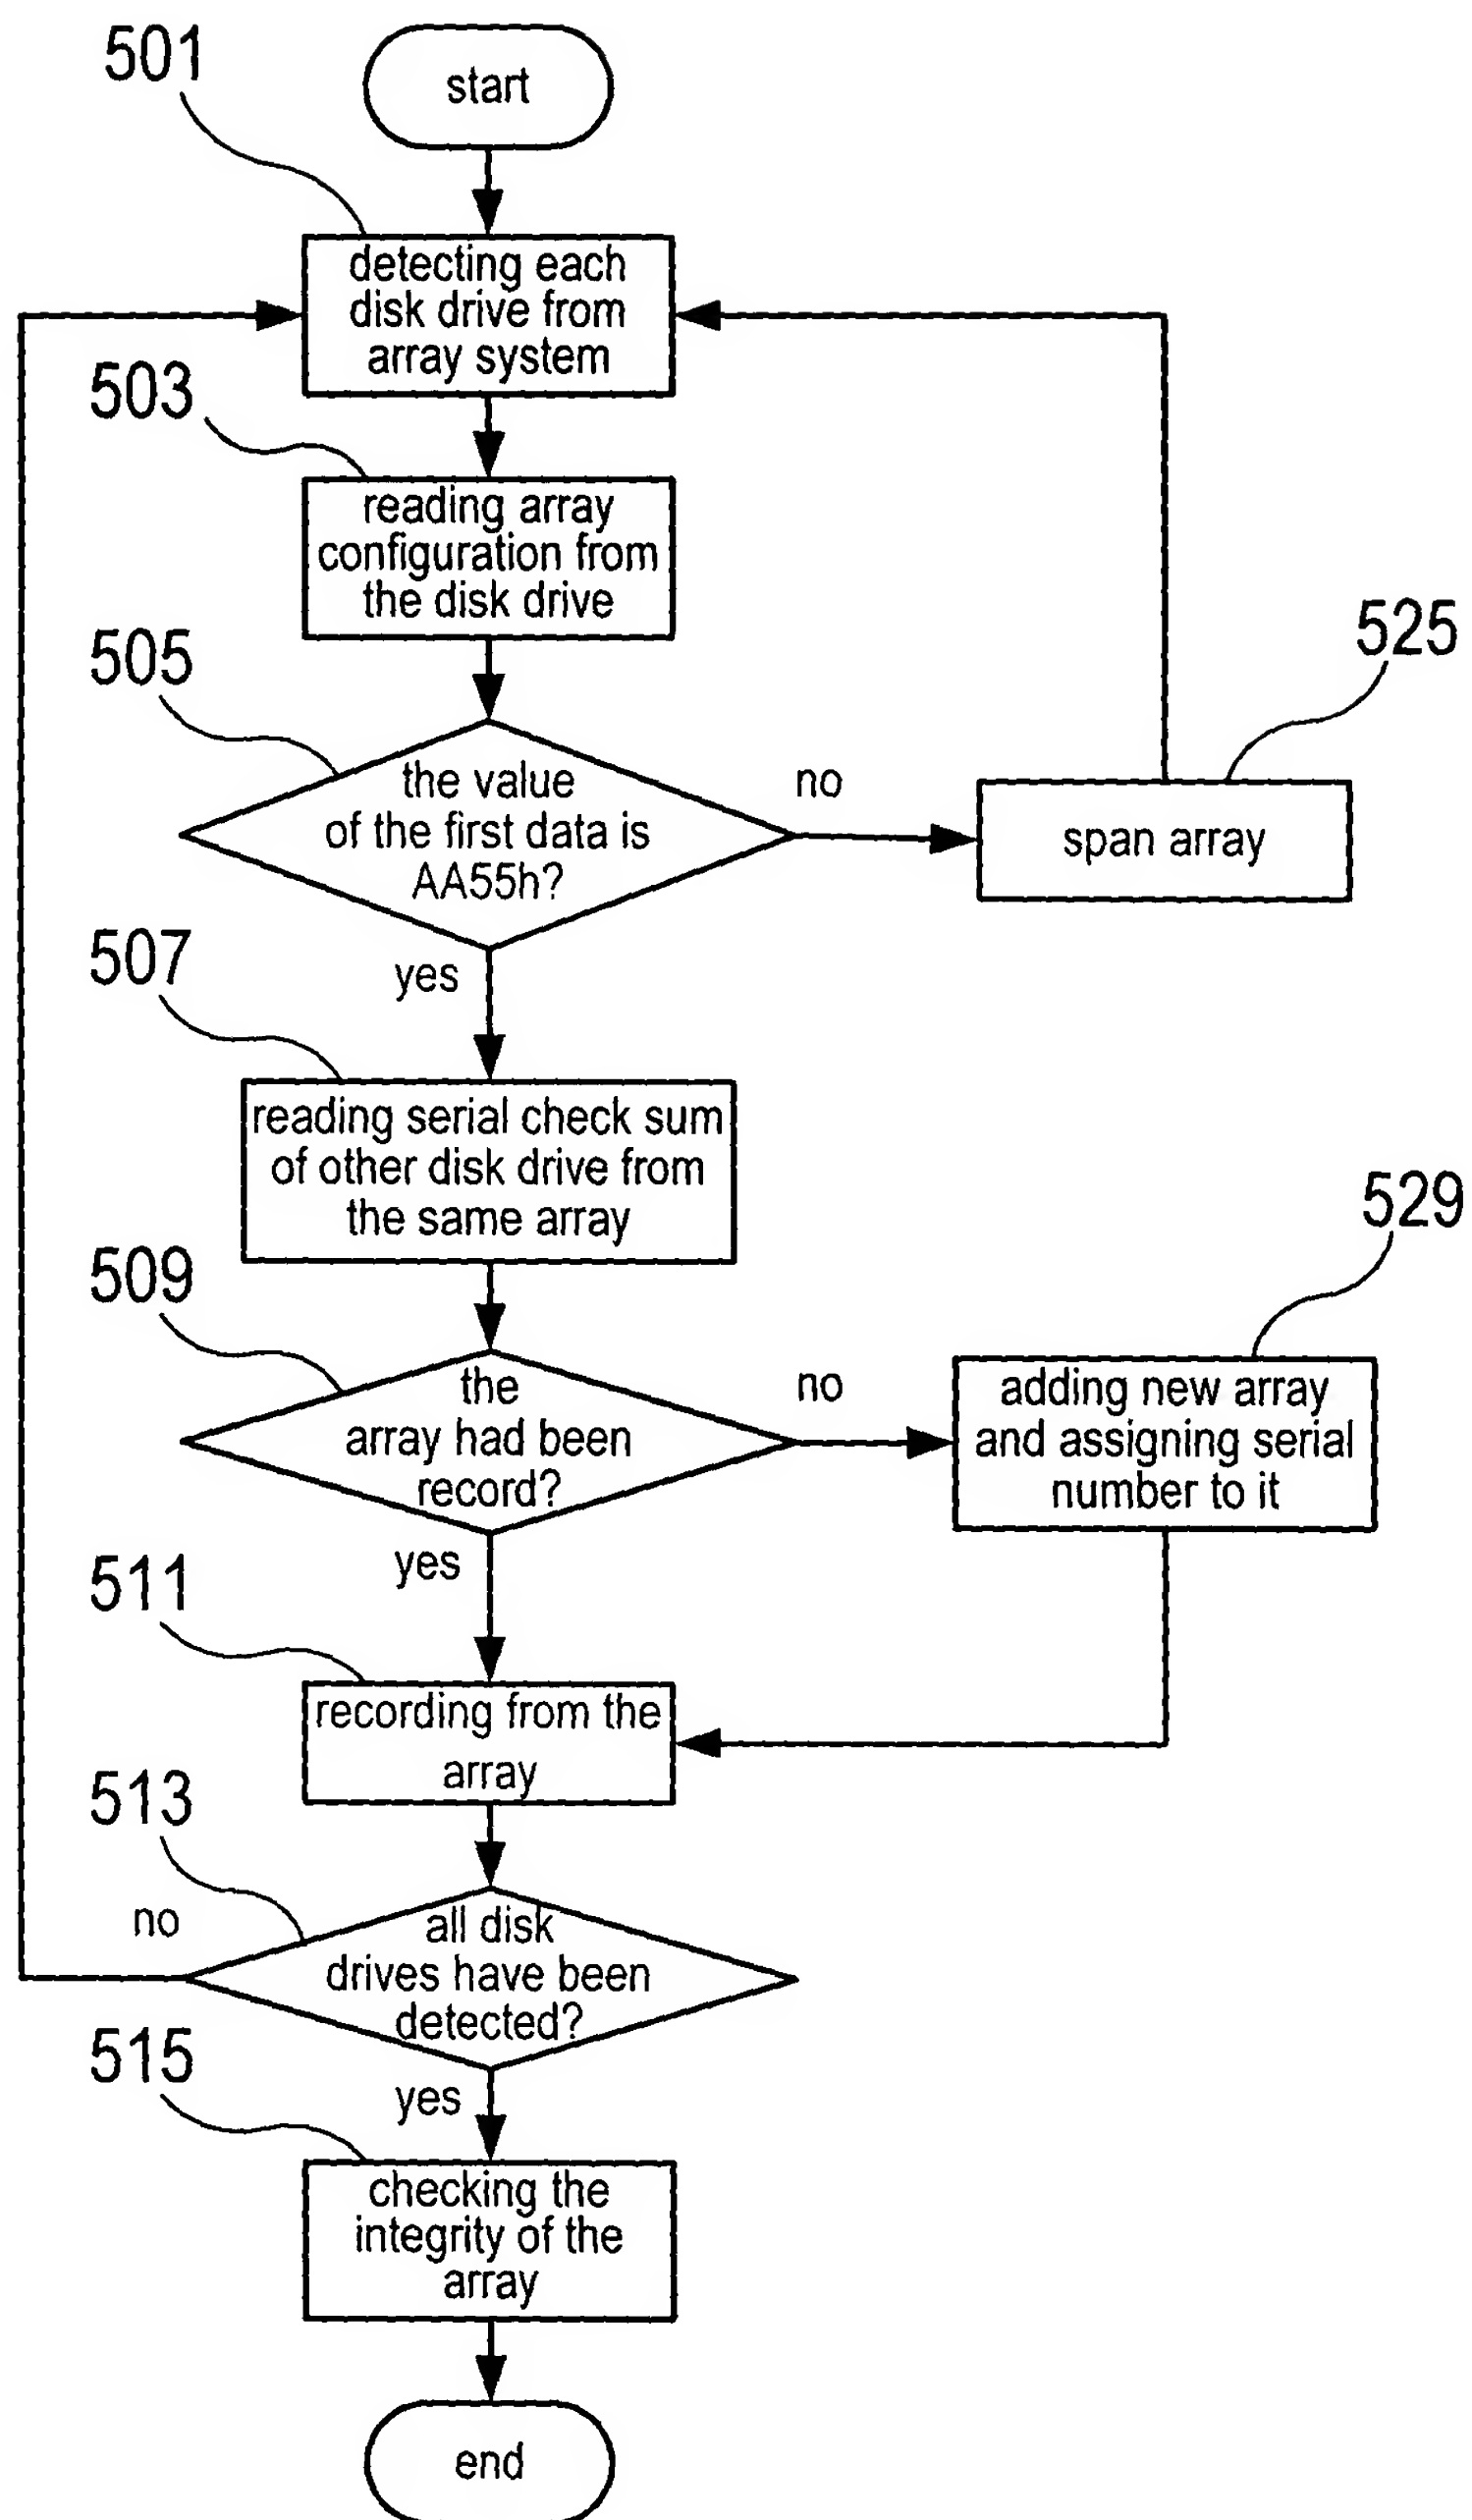 501
start
detecting each
disk drive from
array system
503
reading array
configuration from
the disk drive
505
525
the value
of the first data is
AA55h?
no
span array
507
yes
reading serial check sum
of other disk drive from
the same array
529
509
the
array had been
record?
no
adding new array
and assigning serial
number to it
511
yes
recording from the
array
513
no
all disk
drives have been
detected?
515
yes
checking the
integrity of the
array
end